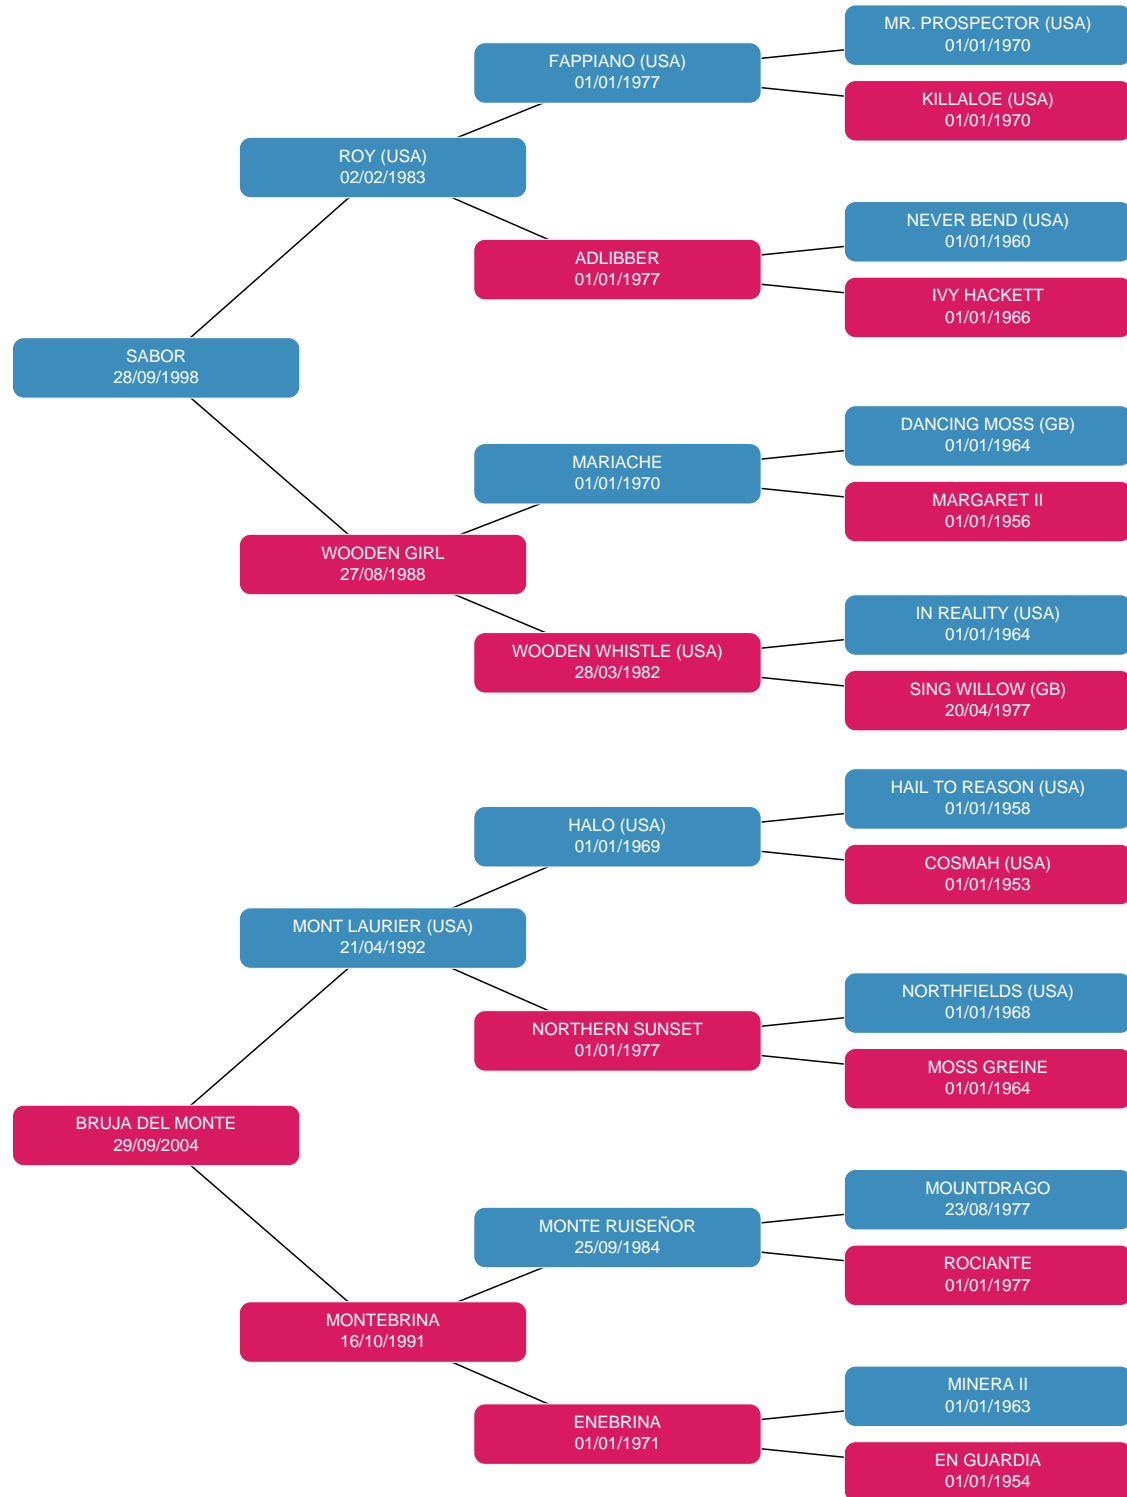 MR. PROSPECTOR (USA)
01/01/1970
FAPPIANO (USA)
01/01/1977
KILLALOE (USA)
01/01/1970
ROY (USA)
02/02/1983
NEVER BEND (USA)
01/01/1960
ADLIBBER
01/01/1977
IVY HACKETT
01/01/1966
SABOR
28/09/1998
DANCING MOSS (GB)
01/01/1964
MARIACHE
01/01/1970
MARGARET II
01/01/1956
WOODEN GIRL
27/08/1988
IN REALITY (USA)
01/01/1964
WOODEN WHISTLE (USA)
28/03/1982
SING WILLOW (GB)
20/04/1977
HAIL TO REASON (USA)
01/01/1958
HALO (USA)
01/01/1969
COSMAH (USA)
01/01/1953
MONT LAURIER (USA)
21/04/1992
NORTHFIELDS (USA)
01/01/1968
NORTHERN SUNSET
01/01/1977
MOSS GREINE
01/01/1964
BRUJA DEL MONTE
29/09/2004
MOUNTDRAGO
23/08/1977
MONTE RUISEÑOR
25/09/1984
ROCIANTE
01/01/1977
MONTEBRINA
16/10/1991
MINERA II
01/01/1963
ENEBRINA
01/01/1971
EN GUARDIA
01/01/1954